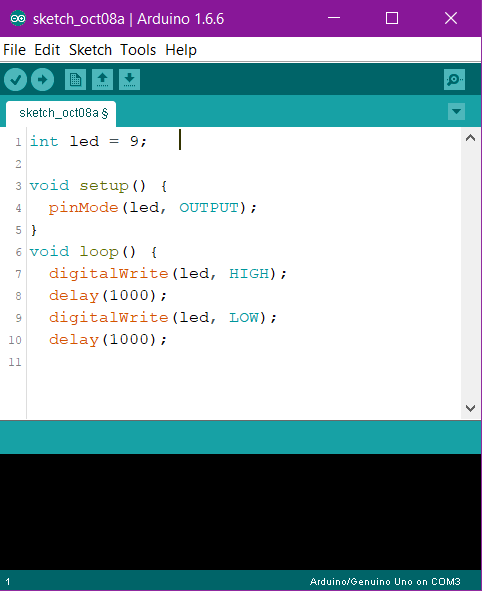 sketch_oct08a | Arduino 1.6.6
File Edit Sketch Tools Help
sketch_oct08a §
1 int led = 9;
2
3 void setup() {
4   pinMode(led, OUTPUT);
5 }
6 void loop() {
7   digitalWrite(led, HIGH);
8   delay(1000);
9   digitalWrite(led, LOW);
10   delay(1000);
11
1 Arduino/Genuino Uno on COM3